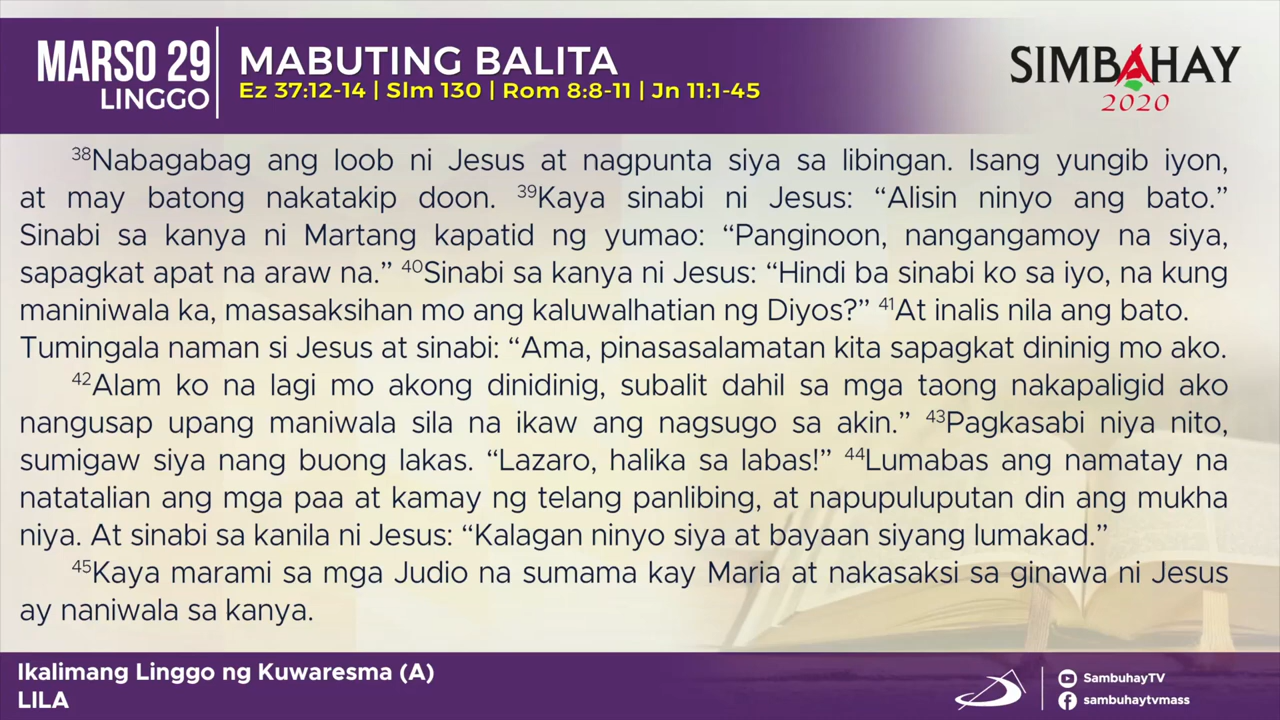 MARSO 29
LINGGO
MABUTING BALITA
Ez 37:12-14 | Slm 130 | Rom 8:8-11 | Jn 11:1-45
SIMBAHAY
2020
³⁸Nabagabag ang loob ni Jesus at nagpunta siya sa libingan. Isang yungib iyon,
at may batong nakatakip doon. ³⁹Kaya sinabi ni Jesus: “Alisin ninyo ang bato.”
Sinabi sa kanya ni Martang kapatid ng yumao: “Panginoon, nangangamoy na siya,
sapagkat apat na araw na.” ⁴⁰Sinabi sa kanya ni Jesus: “Hindi ba sinabi ko sa iyo, na kung
maniniwala ka, masasaksihan mo ang kaluwalhatian ng Diyos?” ⁴¹At inalis nila ang bato.
Tumingala naman si Jesus at sinabi: “Ama, pinasasalamatan kita sapagkat dininig mo ako.
⁴²Alam ko na lagi mo akong dinidinig, subalit dahil sa mga taong nakapaligid ako
nangusap upang maniwala sila na ikaw ang nagsugo sa akin.” ⁴³Pagkasabi niya nito,
sumigaw siya nang buong lakas. “Lazaro, halika sa labas!” ⁴⁴Lumabas ang namatay na
natatalian ang mga paa at kamay ng telang panlibing, at napupuluputan din ang mukha
niya. At sinabi sa kanila ni Jesus: “Kalagan ninyo siya at bayaan siyang lumakad.”
⁴⁵Kaya marami sa mga Judio na sumama kay Maria at nakasaksi sa ginawa ni Jesus
ay naniwala sa kanya.
Ikalimang Linggo ng Kuwaresma (A)
LILA
SambuhayTV
sambuhaytvmass